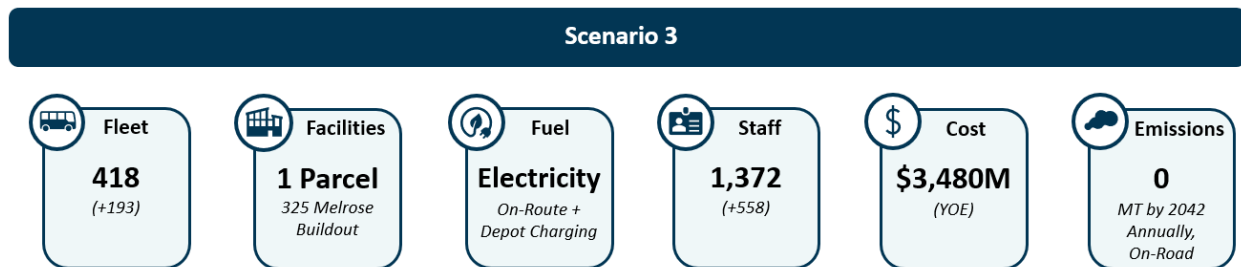 Scenario 3
Fleet
418
(+193)
Facilities
1 Parcel
325 Melrose
Buildout
Fuel
Electricity
On-Route +
Depot Charging
Staff
1,372
(+558)
$
Cost
$3,480M
(YOE)
Emissions
0
MT by 2042
Annually,
On-Road